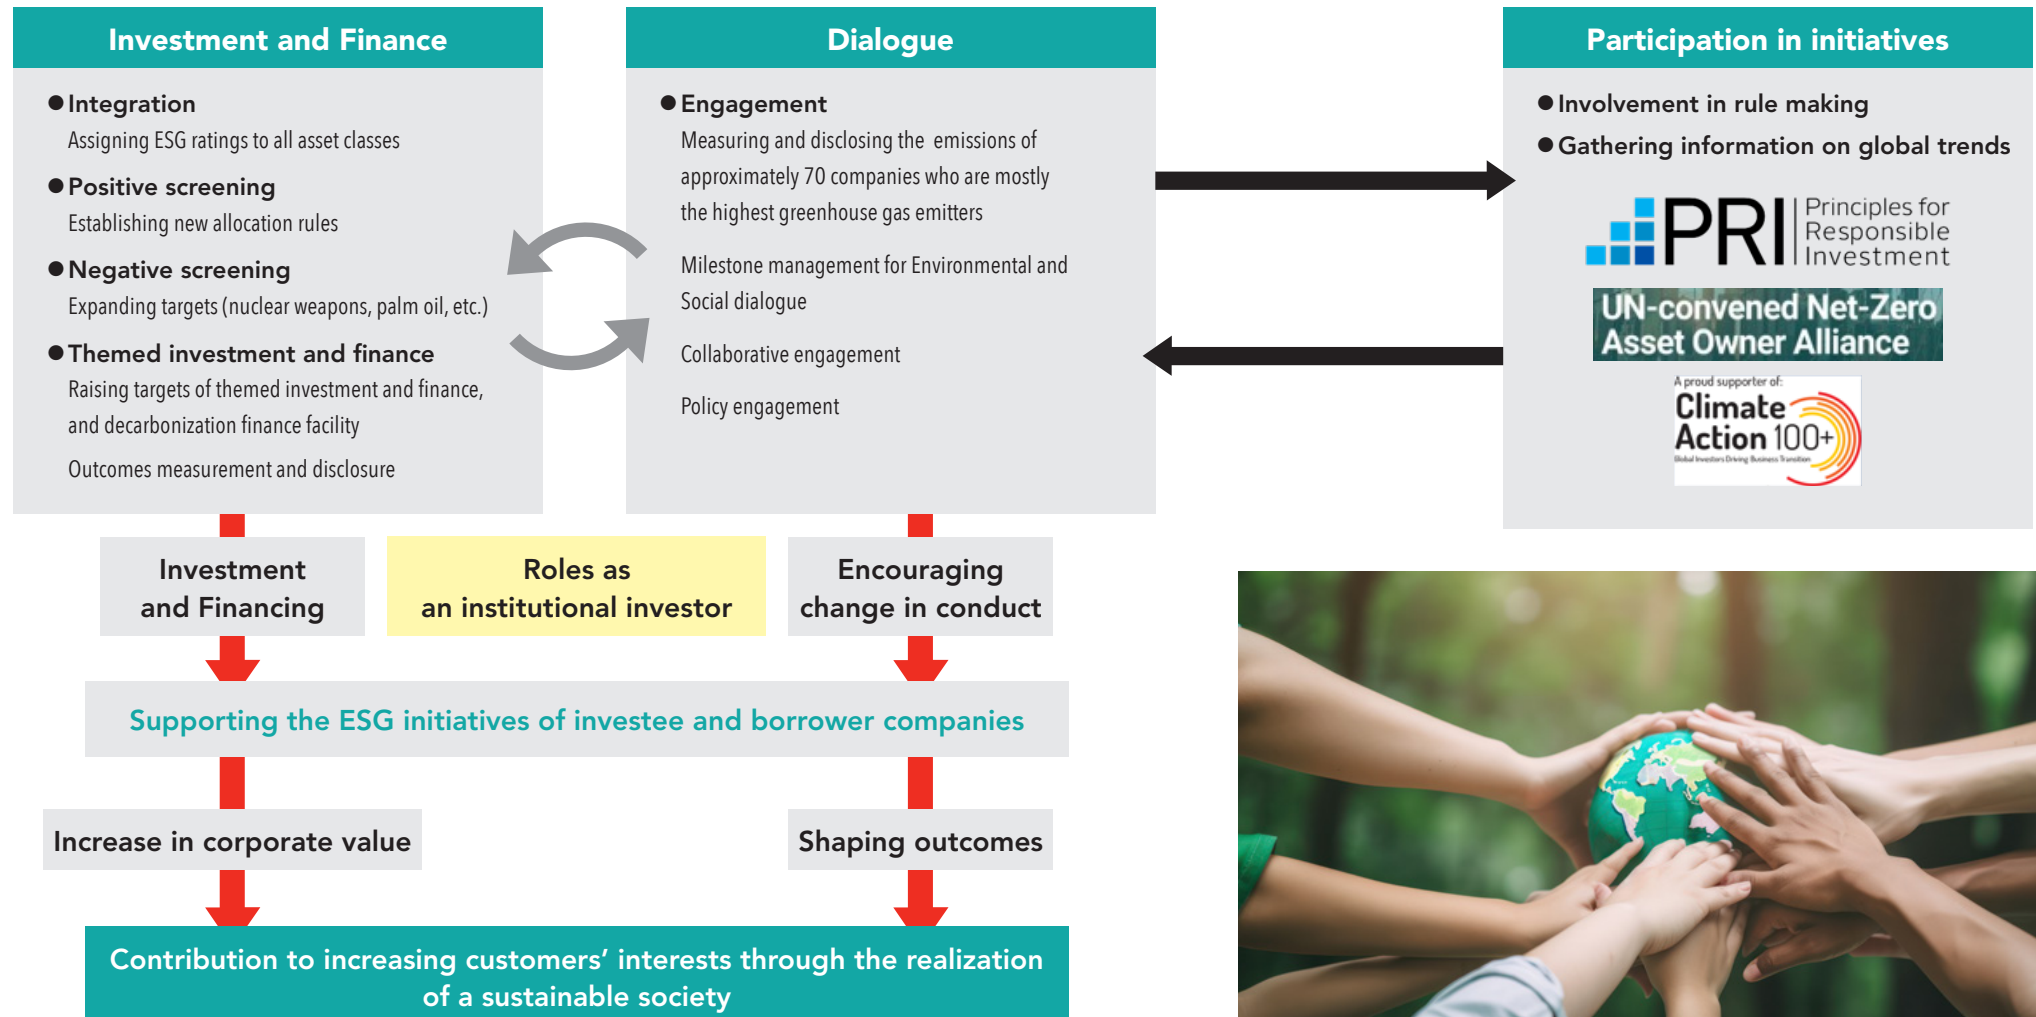 Investment and Finance
● Integration
Assigning ESG ratings to all asset classes
● Positive screening
Establishing new allocation rules
● Negative screening
Expanding targets (nuclear weapons, palm oil, etc.)
● Themed investment and finance
Raising targets of themed investment and finance,
and decarbonization finance facility
Outcomes measurement and disclosure
Dialogue
● Engagement
Measuring and disclosing the emissions of
approximately 70 companies who are mostly
the highest greenhouse gas emitters
Milestone management for Environmental and
Social dialogue
Collaborative engagement
Policy engagement
Participation in initiatives
● Involvement in rule making
● Gathering information on global trends
PRI
Principles for
Responsible
Investment
UN-convened Net-Zero
Asset Owner Alliance
A proud supporter of:
Climate
Action 100+
Global Investors Driving Business Transition
Investment
and Financing
Roles as
an institutional investor
Encouraging
change in conduct
Supporting the ESG initiatives of investee and borrower companies
Increase in corporate value
Shaping outcomes
Contribution to increasing customers’ interests through the realization
of a sustainable society